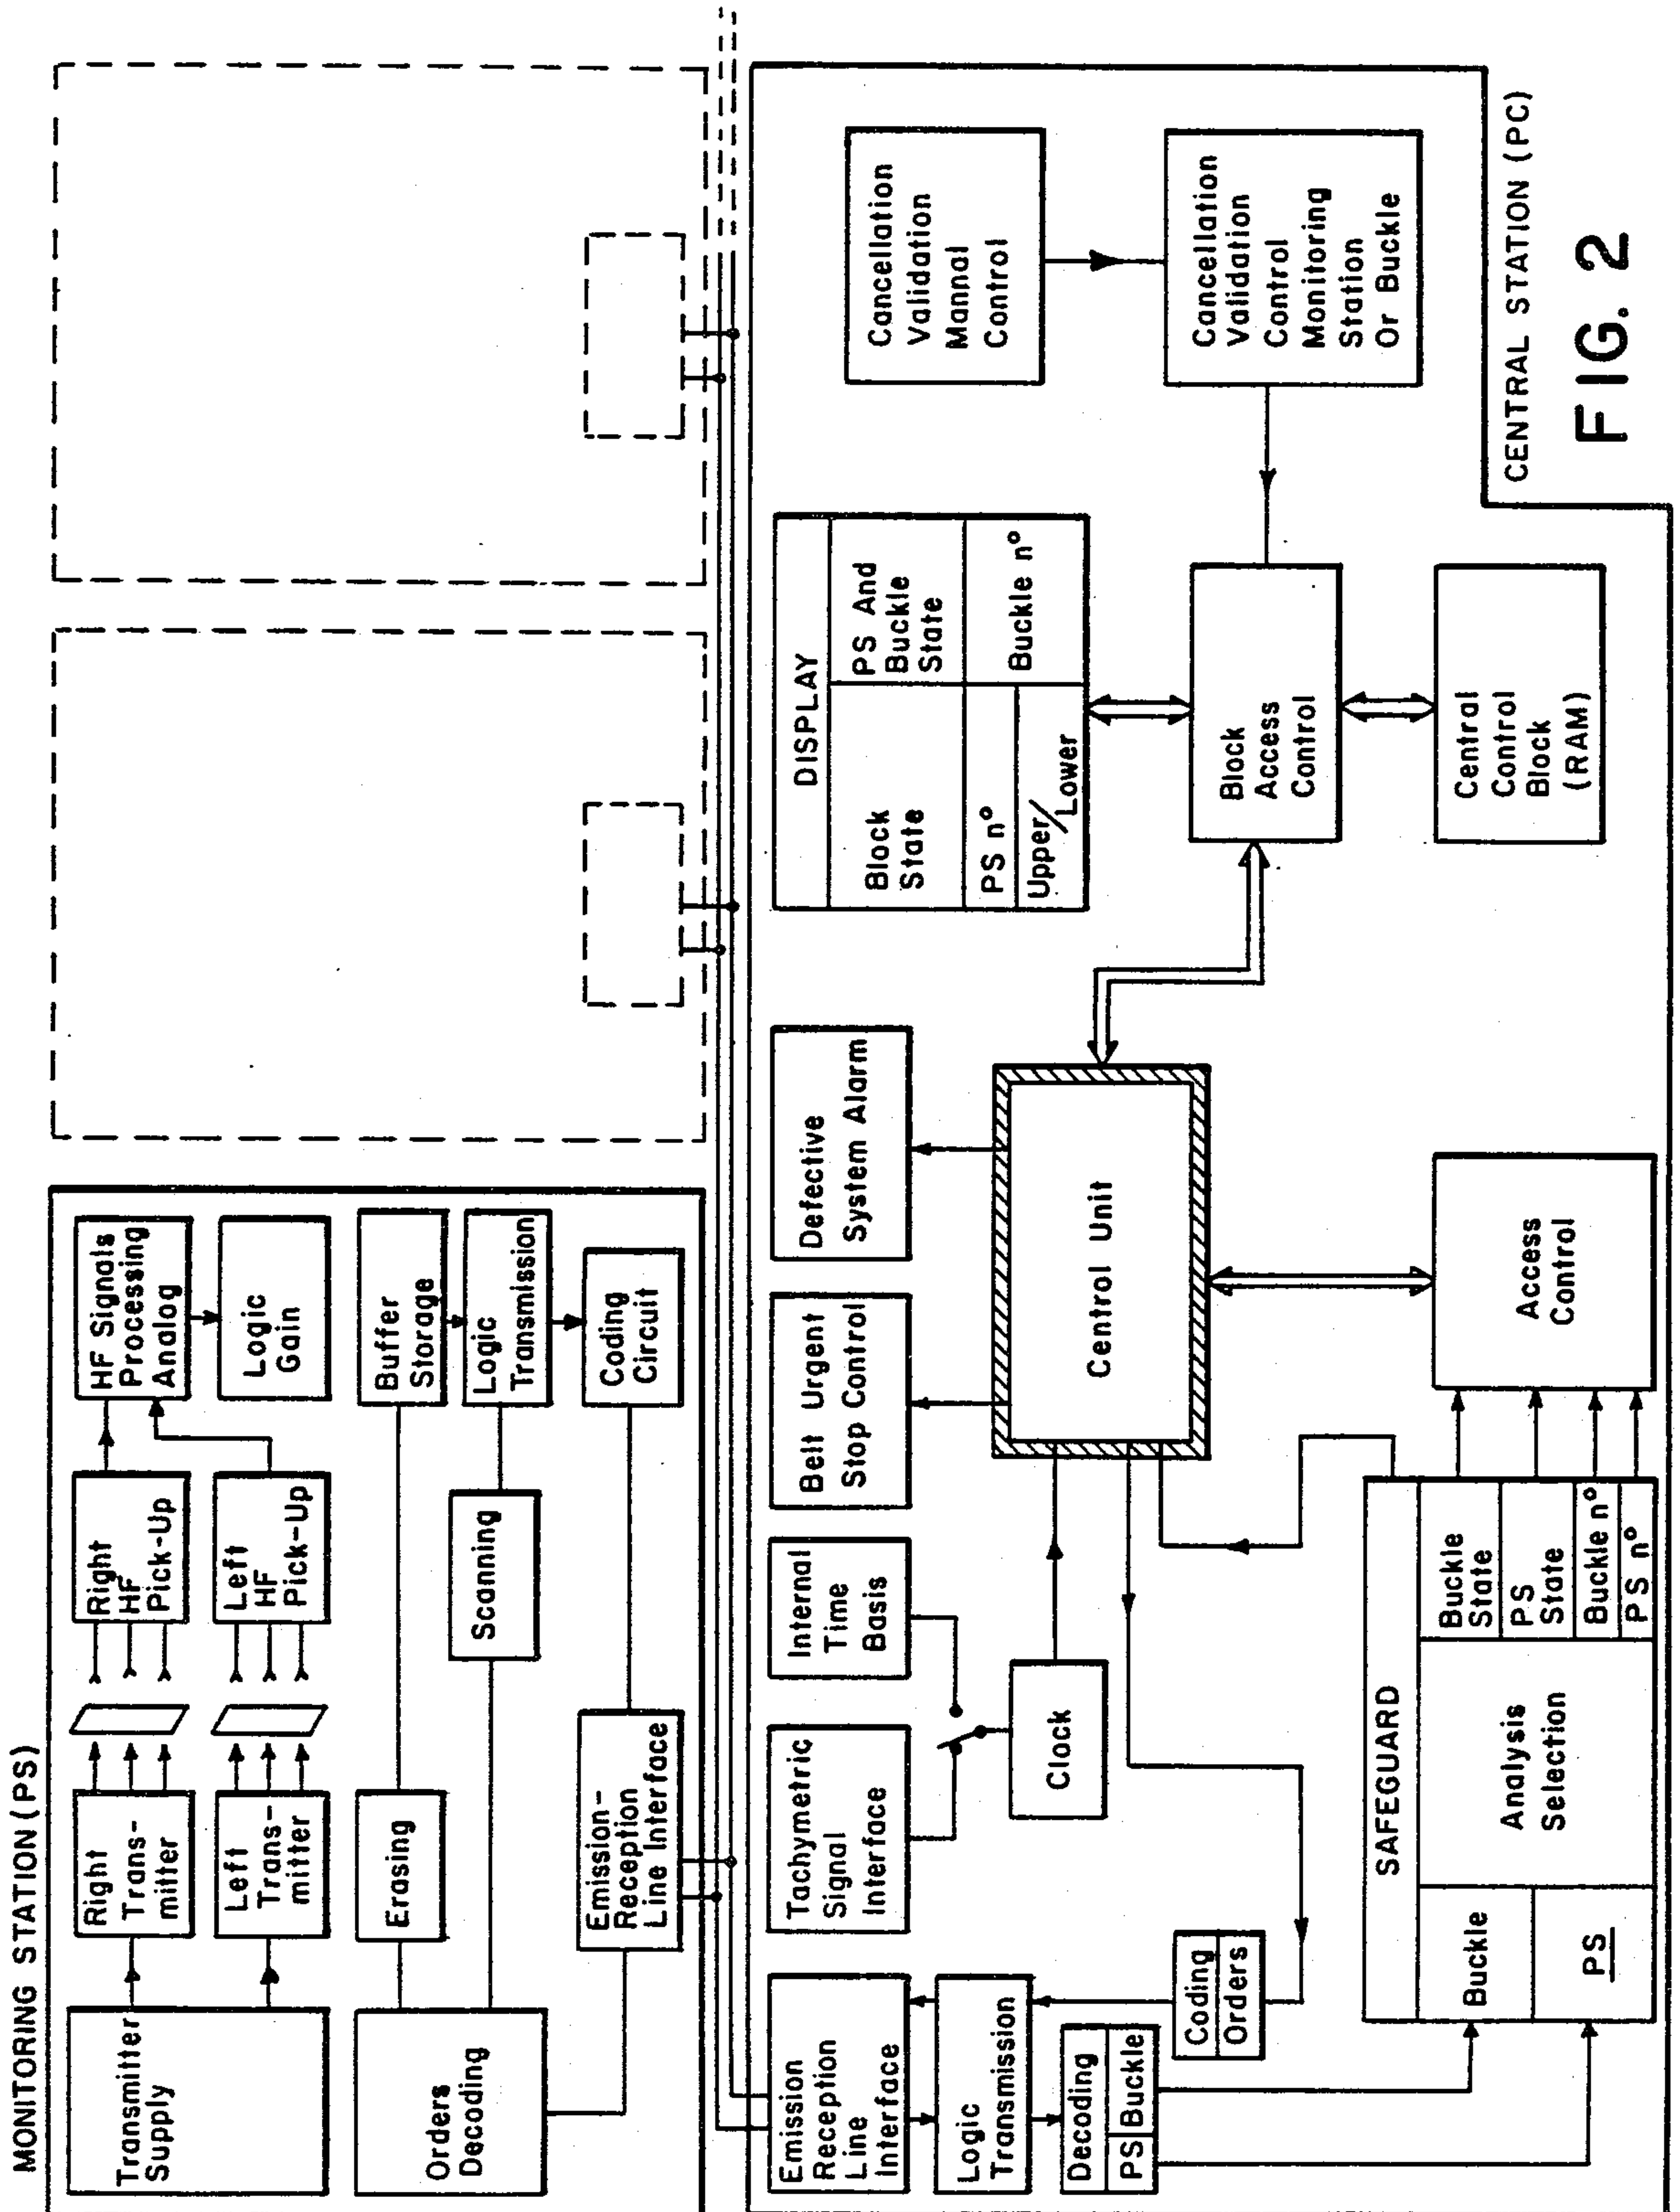 MONITORING STATION (PS)
Transmitter
Supply
Right
Trans-
mitter
Left
Trans-
mitter
Right
HF
Pick-Up
Left
HF
Pick-Up
HF Signals
Processing
Analog
Logic
Gain
Orders
Decoding
Erasing
Scanning
Buffer
Storage
Logic
Transmission
Coding
Circuit
Emission-
Reception
Line Interface
Emission
Reception
Line
Interface
Logic
Transmission
Decoding
PS
Buckle
Coding
Orders
Tachymetric
Signal
Interface
Internal
Time
Basis
Clock
Belt Urgent
Stop Control
Defective
System Alarm
Central Unit
DISPLAY
Block
State
PS And
Buckle
State
PS nº
Upper/Lower
Buckle nº
Block
Access
Control
Central
Control
Block
(RAM)
Cancellation
Validation
Mannal
Control
Cancellation
Validation
Control
Monitoring
Station
Or Buckle
SAFEGUARD
Buckle
PS
Analysis
Selection
Buckle
State
PS
State
Buckle nº
PS nº
Access
Control
CENTRAL STATION (PC)
FIG. 2